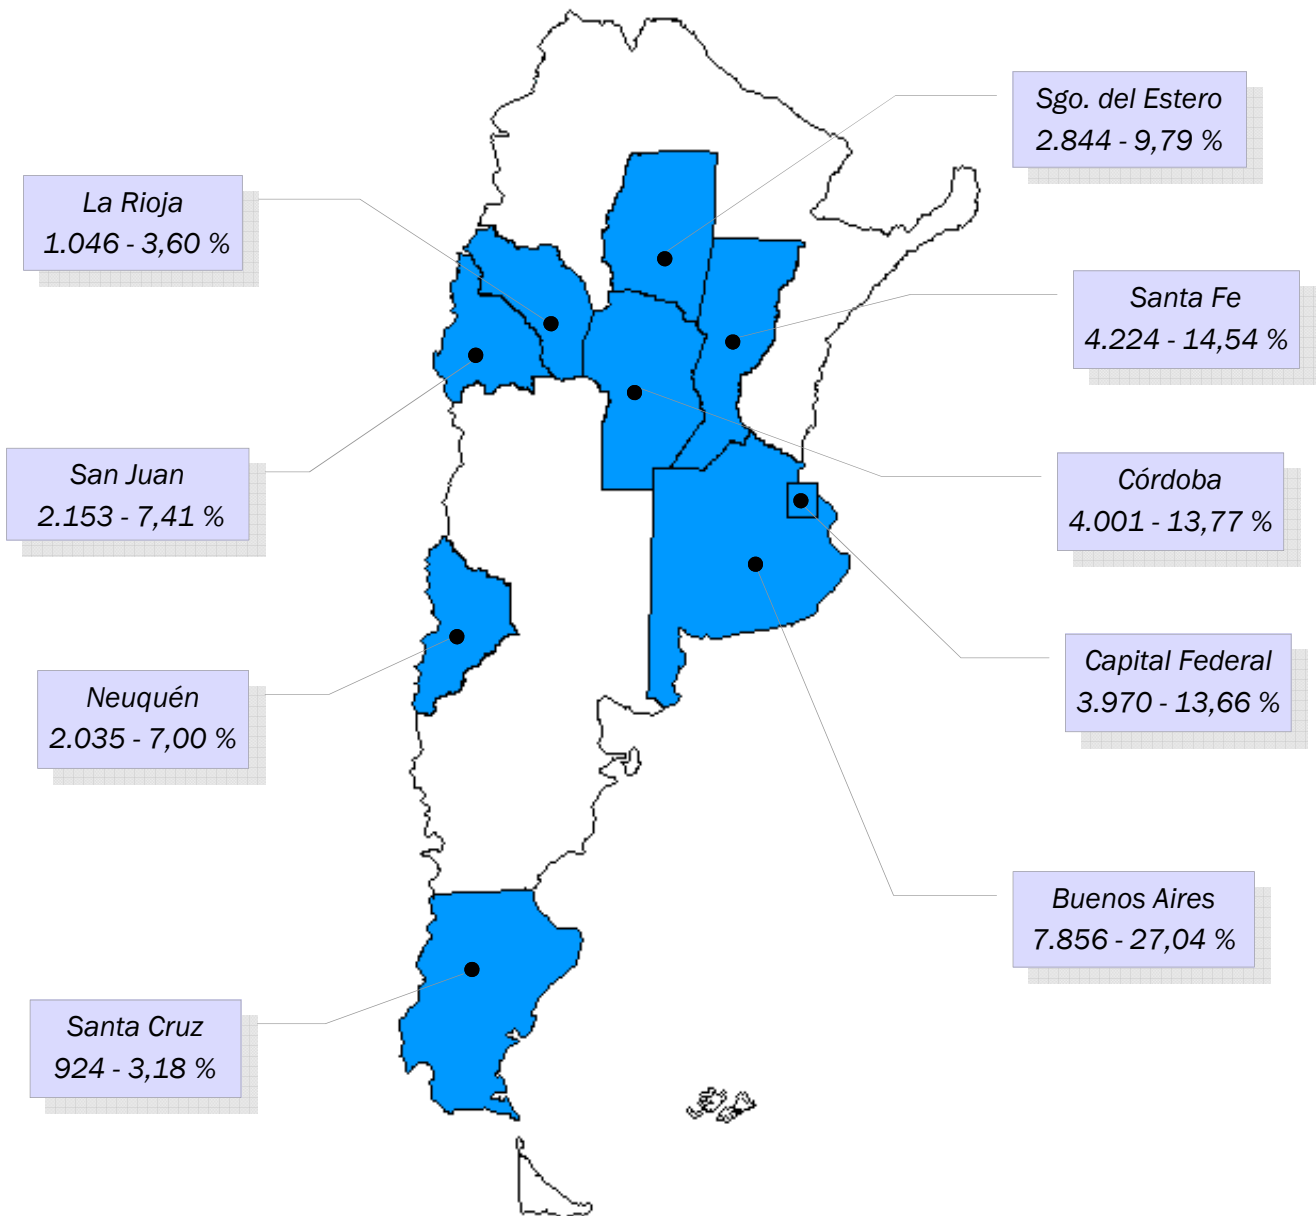 Sgo. del Estero
2.844 - 9,79 %
La Rioja
1.046 - 3,60 %
Santa Fe
4.224 - 14,54 %
San Juan
2.153 - 7,41 %
Córdoba
4.001 - 13,77 %
Capital Federal
3.970 - 13,66 %
Neuquén
2.035 - 7,00 %
Buenos Aires
7.856 - 27,04 %
Santa Cruz
924 - 3,18 %